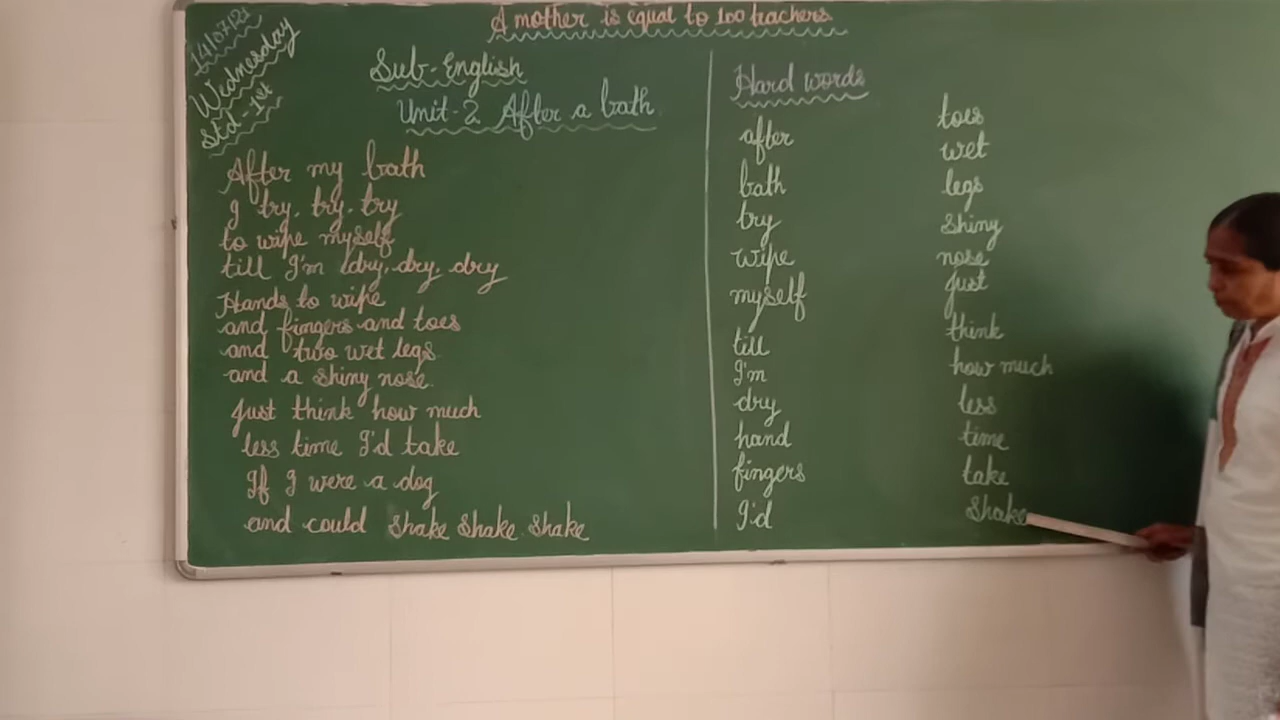 A mother is equal to 100 teachers.
14/07/21
Wednesday
Std - 1st
Sub - English
Unit - 2 After a bath
After my bath
I try, try, try
to wipe myself
till I'm dry, dry, dry
Hands to wipe
and fingers and toes
and two wet legs
and a shiny nose.
Just think how much
less time I'd take
If I were a dog
and could shake shake shake
Hard words
after
bath
try
wipe
myself
till
I'm
dry
hand
fingers
I'd
toes
wet
legs
shiny
nose
just
think
how much
less
time
take
shake